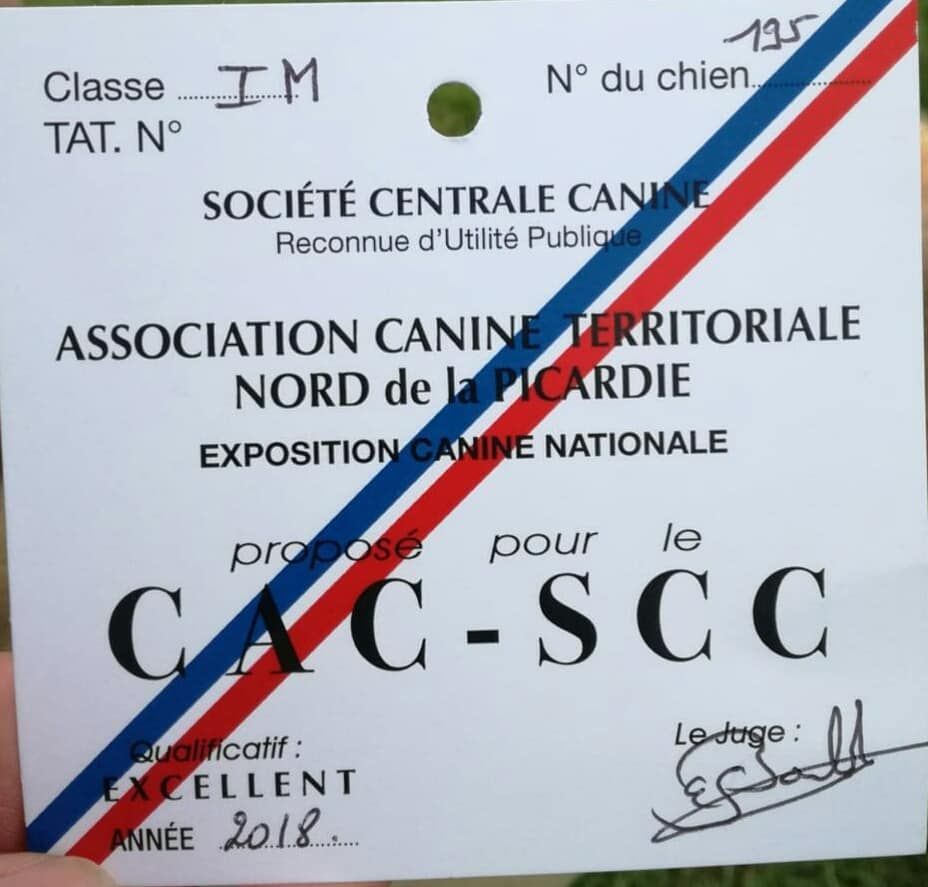 Classe IM
N° du chien 195
TAT. N°
SOCIÉTÉ CENTRALE CANINE
Reconnue d'Utilité Publique
ASSOCIATION CANINE TERRITORIALE
NORD de la PICARDIE
EXPOSITION CANINE NATIONALE
proposé pour le
CAC-SCC
Qualificatif :
EXCELLENT
ANNÉE 2018
Le Juge :